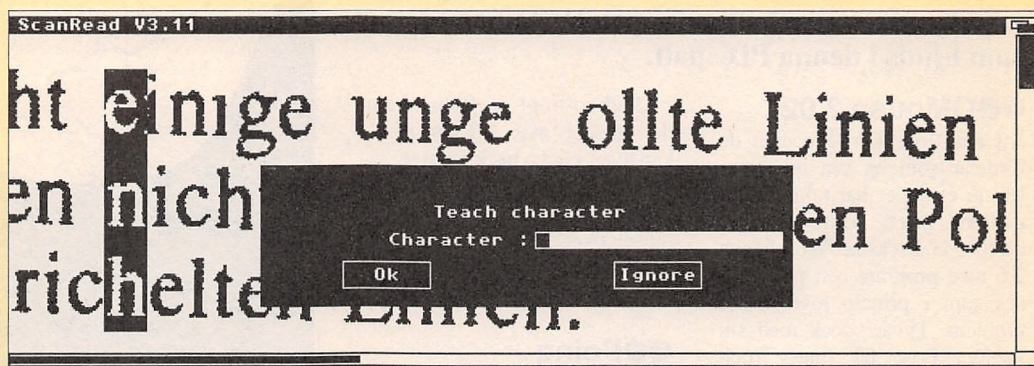 ScanRead V3.11
ht einige unge ollte Linien
en nich en Pol
richelten Linien.
Teach character
Character :
Ok Ignore